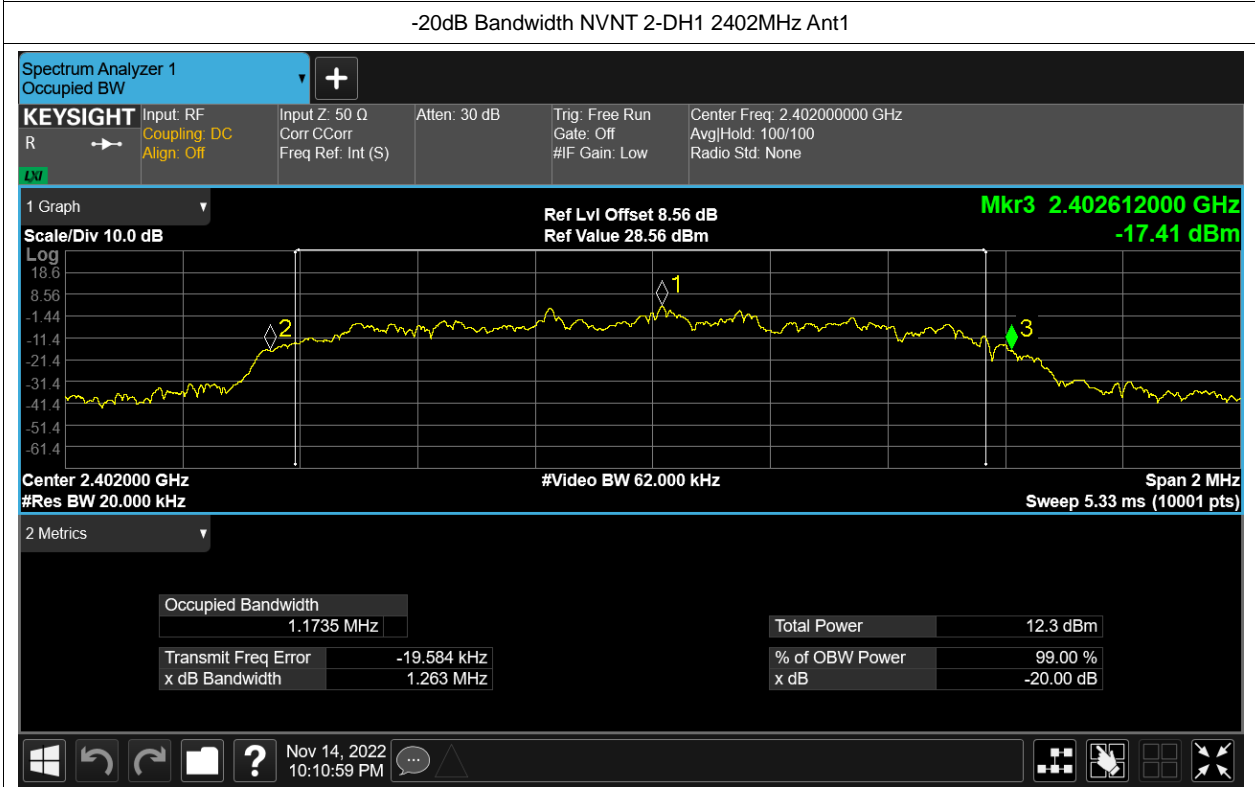 -20dB Bandwidth NVNT 2-DH1 2402MHz Ant1
Spectrum Analyzer 1
Occupied BW
KEYSIGHT
R
LXI
Input: RF
Coupling: DC
Align: Off
Input Z: 50 Ω
Corr CCorr
Freq Ref: Int (S)
Atten: 30 dB
Trig: Free Run
Gate: Off
#IF Gain: Low
Center Freq: 2.402000000 GHz
Avg|Hold: 100/100
Radio Std: None
1 Graph
Scale/Div 10.0 dB
Ref Lvl Offset 8.56 dB
Ref Value 28.56 dBm
Mkr3 2.402612000 GHz
-17.41 dBm
Log
18.6
8.56
-1.44
-11.4
-21.4
-31.4
-41.4
-51.4
-61.4
1
2
3
Center 2.402000 GHz
#Res BW 20.000 kHz
#Video BW 62.000 kHz
Span 2 MHz
Sweep 5.33 ms (10001 pts)
2 Metrics
Occupied Bandwidth
1.1735 MHz
Transmit Freq Error -19.584 kHz
x dB Bandwidth 1.263 MHz
Total Power 12.3 dBm
% of OBW Power 99.00 %
x dB -20.00 dB
?
Nov 14, 2022
10:10:59 PM